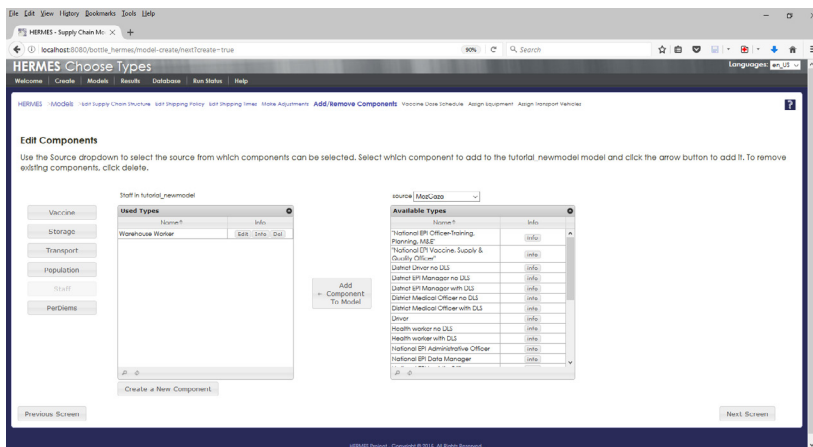 File Edit View History Bookmarks Tools Help
HERMES - Supply Chain Mo × +
localhost:8080/bottle_hermes/model-create/next?create=true 90% Search
HERMES Choose Types Languages: en_US
Welcome Create Models Results Database Run Status Help
HERMES Models Edit Supply Chain Structure Edit Shipping Policy Edit Shipping Times Make Adjustments Add/Remove Components Vaccine Dose Schedule Assign Equipment Assign Transport Vehicles ?
Edit Components
Use the Source dropdown to select the source from which components can be selected. Select which component to add to the tutorial_newmodel model and click the arrow button to add it. To remove
existing components, click delete.
Staff in tutorial_newmodel
source MozGaza
Vaccine
Storage
Transport
Population
Staff
PerDiems
Used Types
Name Info
Warehouse Worker Edit Info Del
Create a New Component
Add
← Component
To Model
Available Types
Name Info
"National EPI Officer-Training,
Planning, M&E" Info
"National EPI Vaccine, Supply &
Quality Officer" Info
District Driver no DLS Info
District EPI Manager no DLS Info
District EPI Manager with DLS Info
District Medical Officer no DLS Info
District Medical Officer with DLS Info
Driver Info
Health worker no DLS Info
Health worker with DLS Info
National EPI Administrative Officer Info
National EPI Data Manager Info
Previous Screen
Next Screen
HERMES Project. Copyright © 2016. All Rights Reserved.